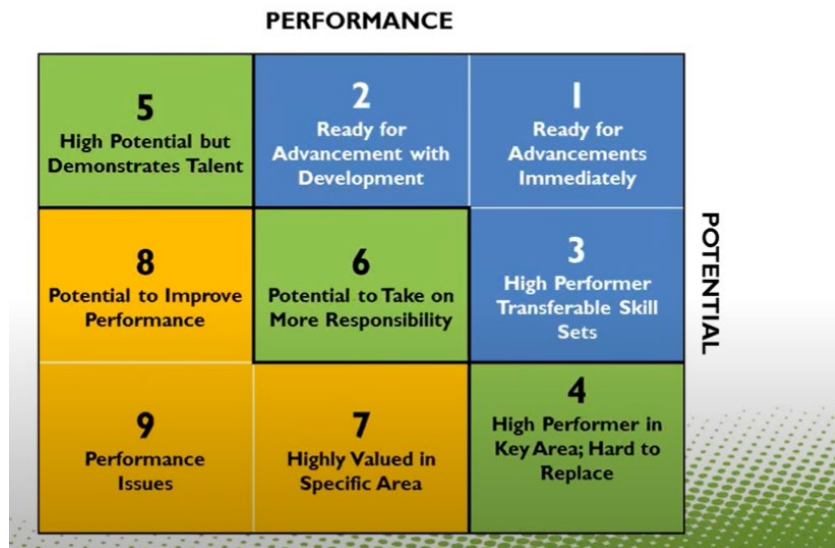 PERFORMANCE
5
High Potential but
Demonstrates Talent
2
Ready for
Advancement with
Development
1
Ready for
Advancements
Immediately
8
Potential to Improve
Performance
6
Potential to Take on
More Responsibility
3
High Performer
Transferable Skill
Sets
9
Performance
Issues
7
Highly Valued in
Specific Area
4
High Performer in
Key Area; Hard to
Replace
POTENTIAL